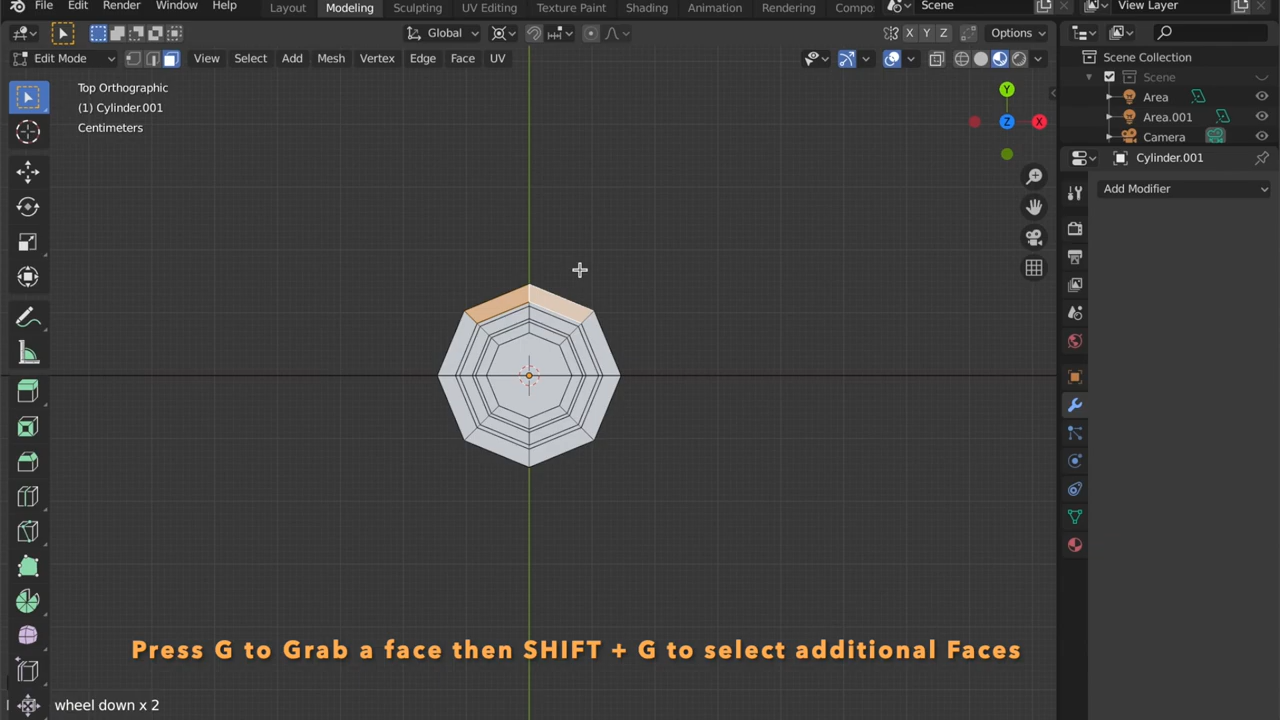 File Edit Render Window Help Layout Modeling Sculpting UV Editing Texture Paint Shading Animation Rendering Compo Scene View Layer
Global X Y Z Options
Edit Mode View Select Add Mesh Vertex Edge Face UV
Scene Collection
Scene
Top Orthographic
(1) Cylinder.001
Centimeters
Y
Z
X
Area
Area.001
Camera
Cylinder.001
Add Modifier
Press G to Grab a face then SHIFT + G to select additional Faces
wheel down x 2